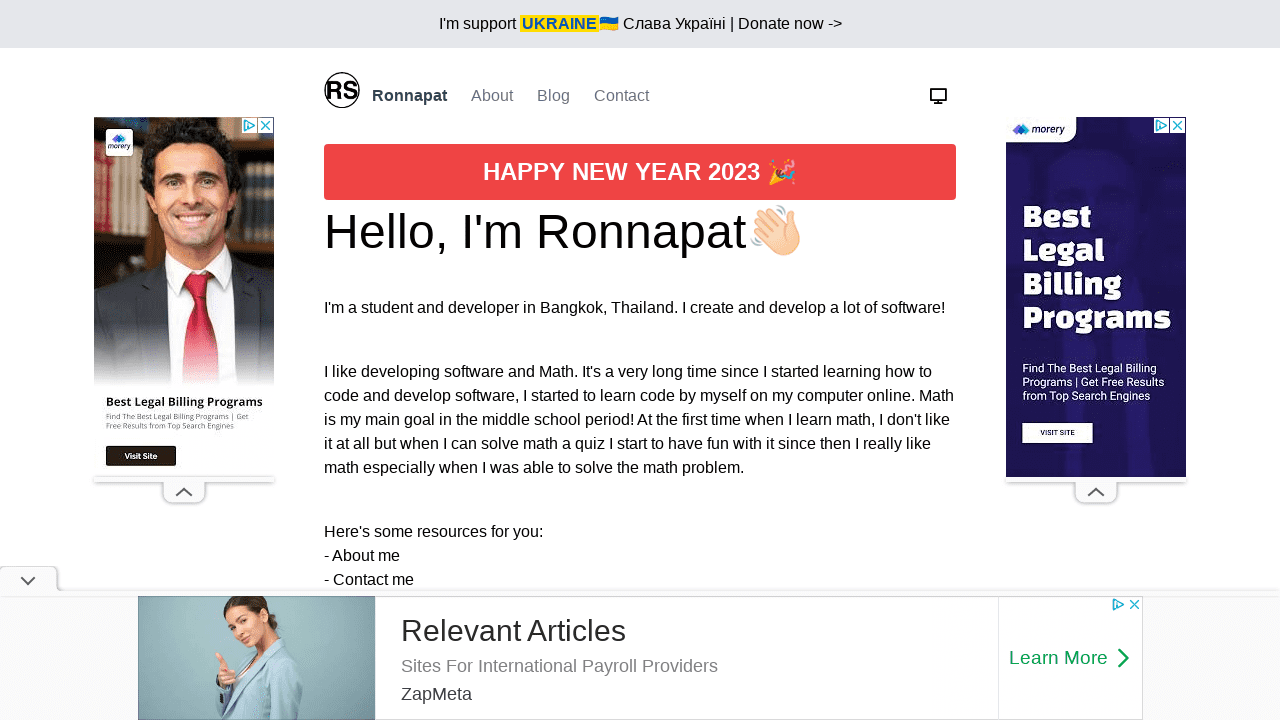 I'm support UKRAINE🇺🇦 Слава Україні | Donate now ->
RS
Ronnapat
About
Blog
Contact
HAPPY NEW YEAR 2023 🎉
Hello, I'm Ronnapat👋🏻
I'm a student and developer in Bangkok, Thailand. I create and develop a lot of software!
I like developing software and Math. It's a very long time since I started learning how to
code and develop software, I started to learn code by myself on my computer online. Math
is my main goal in the middle school period! At the first time when I learn math, I don't like
it at all but when I can solve math a quiz I start to have fun with it since then I really like
math especially when I was able to solve the math problem.
Here's some resources for you:
- About me
- Contact me
morery
Best Legal Billing Programs
Find The Best Legal Billing Programs | Get
Free Results from Top Search Engines
Visit Site
morery
Best
Legal
Billing
Programs
Find The Best Legal Billing
Programs | Get Free Results
from Top Search Engines
VISIT SITE
Relevant Articles
Sites For International Payroll Providers
ZapMeta
Learn More